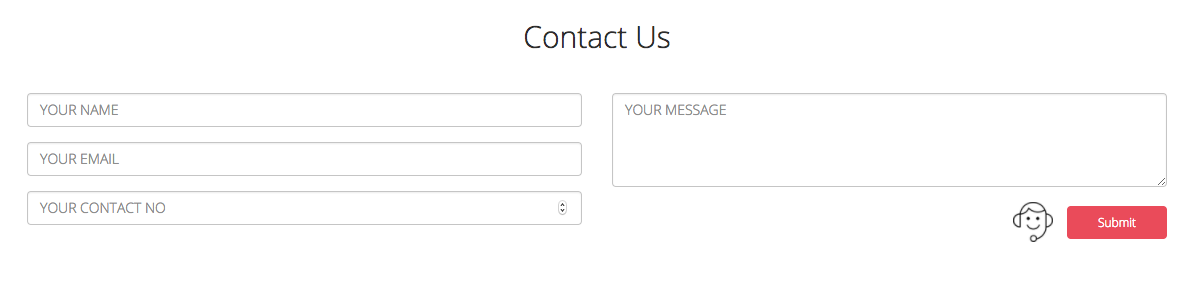 Contact Us
YOUR NAME
YOUR EMAIL
YOUR CONTACT NO
YOUR MESSAGE
Submit